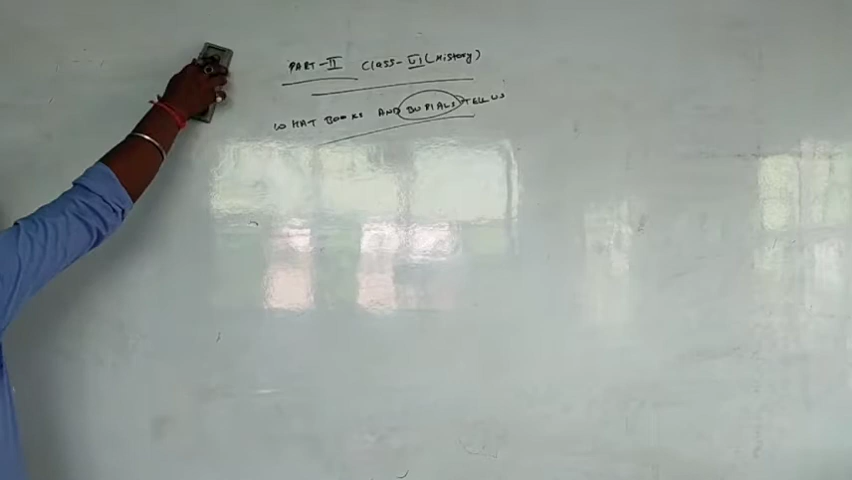 PART-II Class-VI (History)
WHAT BOOKS AND BURIALS TELL US